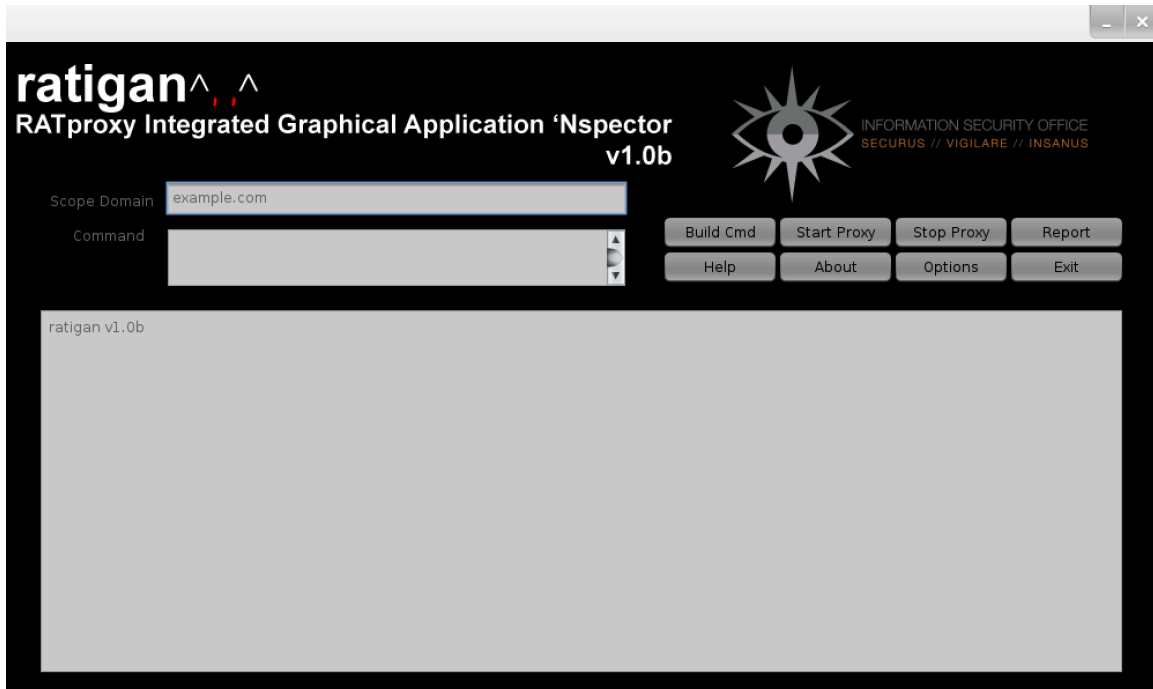 ratigan^, ,^
RATproxy Integrated Graphical Application ‘Nspector
v1.0b
INFORMATION SECURITY OFFICE
SECURUS // VIGILARE // INSANUS
Scope Domain example.com
Command
Build Cmd Start Proxy Stop Proxy Report
Help About Options Exit
ratigan v1.0b